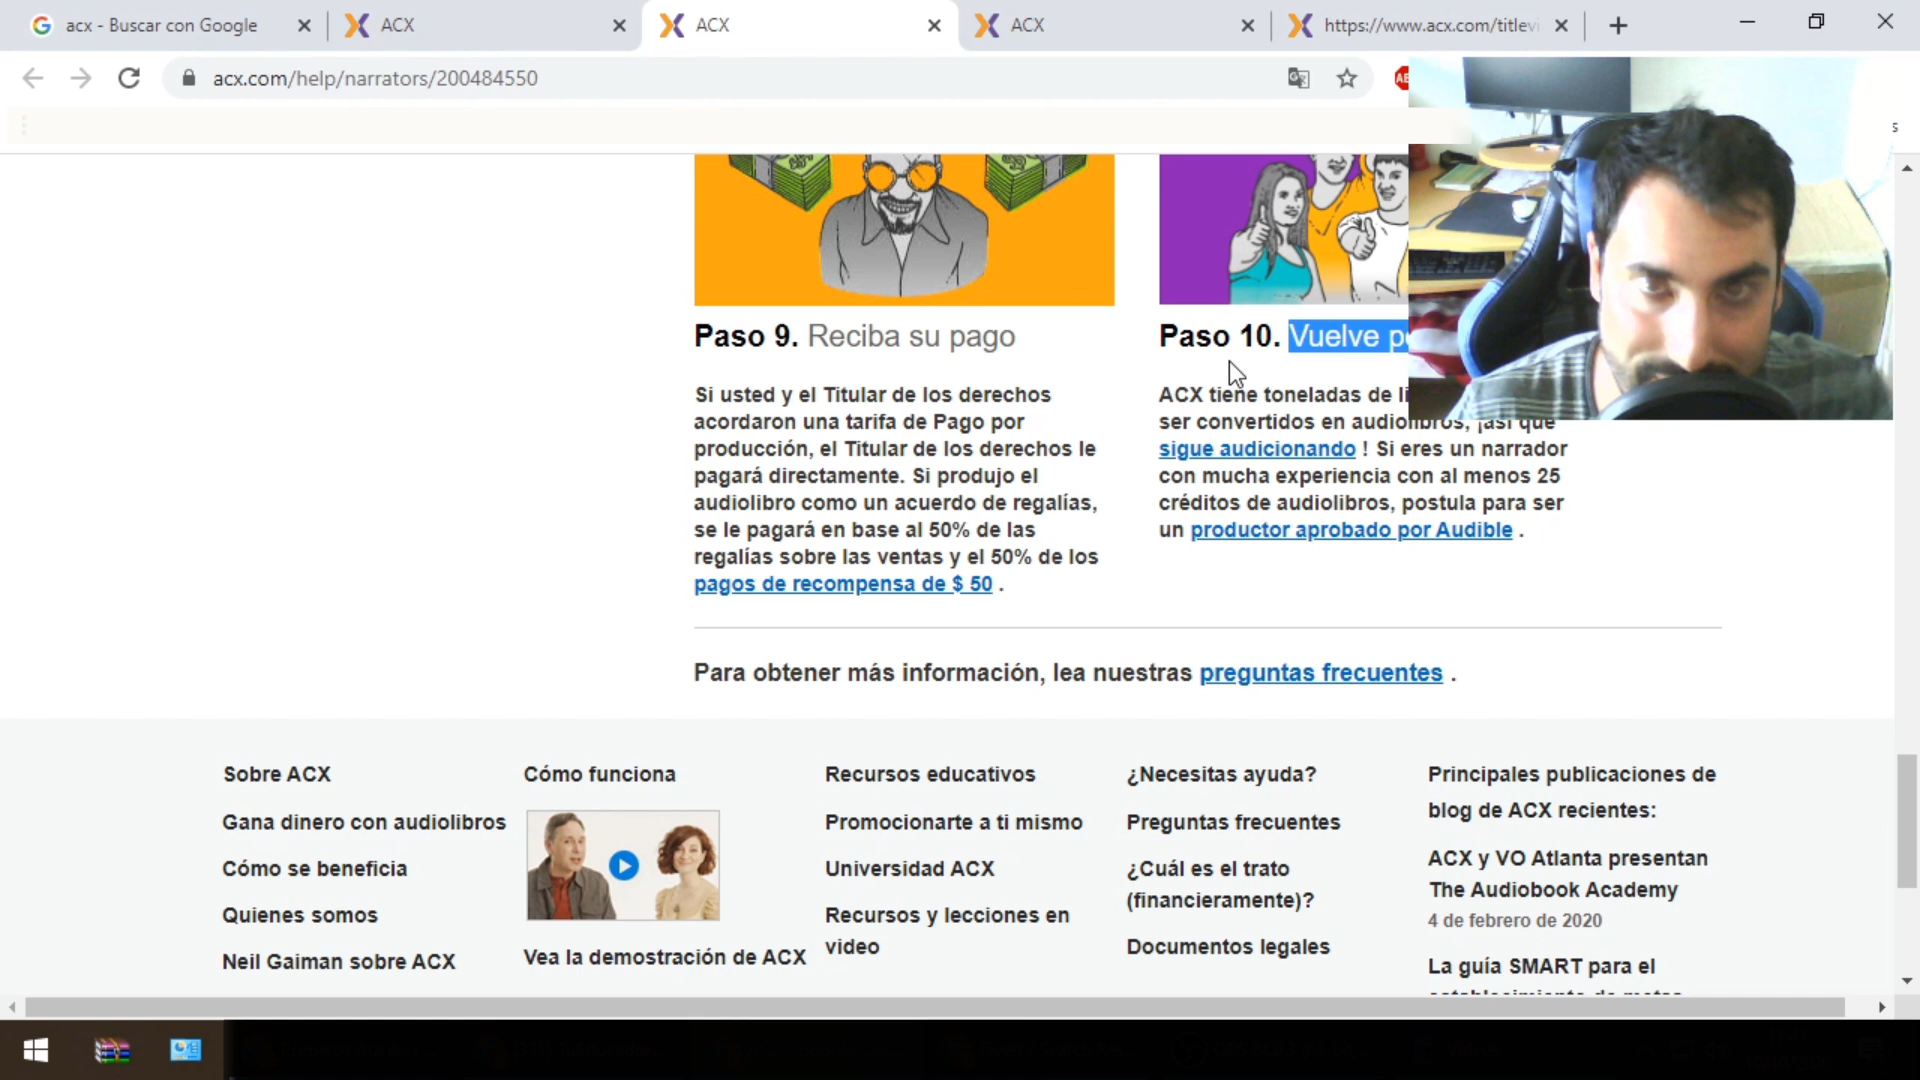 acx - Buscar con Google
ACX
ACX
ACX
https://www.acx.com/titlevi
acx.com/help/narrators/200484550
Paso 9. Reciba su pago
Si usted y el Titular de los derechos
acordaron una tarifa de Pago por
producción, el Titular de los derechos le
pagará directamente. Si produjo el
audiolibro como un acuerdo de regalías,
se le pagará en base al 50% de las
regalías sobre las ventas y el 50% de los
pagos de recompensa de $ 50 .
Paso 10. Vuelve
ACX tiene toneladas de
ser convertidos en audiolibros, ¡así que
sigue audicionando ! Si eres un narrador
con mucha experiencia con al menos 25
créditos de audiolibros, postula para ser
un productor aprobado por Audible .
Para obtener más información, lea nuestras preguntas frecuentes .
Sobre ACX
Gana dinero con audiolibros
Cómo se beneficia
Quienes somos
Neil Gaiman sobre ACX
Cómo funciona
Vea la demostración de ACX
Recursos educativos
Promocionarte a ti mismo
Universidad ACX
Recursos y lecciones en
video
¿Necesitas ayuda?
Preguntas frecuentes
¿Cuál es el trato
(financieramente)?
Documentos legales
Principales publicaciones de
blog de ACX recientes:
ACX y VO Atlanta presentan
The Audiobook Academy
4 de febrero de 2020
La guía SMART para el